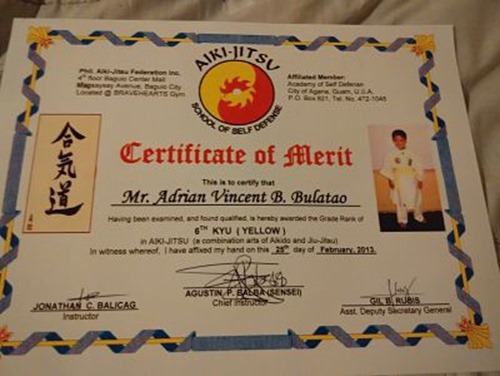 AIKI-JITSU
SCHOOL OF SELF DEFENSE
Phil. Aiki-Jitsu Federation Inc.
4th floor Baguio Center Mall
Magsaysay Avenue, Baguio City
Located @ BRAVEHEARTS Gym
Affiliated Member:
Academy of Self Defense
City of Agana, Guam, U.S.A.
P.O. Box 821, Tel. No. 472-1045
合気道
Certificate of Merit
This is to certify that
Mr. Adrian Vincent B. Bulatao
Having been examined, and found qualified, is hereby awarded the Grade Rank of
6TH KYU ( YELLOW )
in AIKI-JITSU (a combination arts of Aikido and Jiu-Jitsu)
In witness whereof, I have affixed my hand on this 25th day of February, 2013.
JONATHAN C. BALICAG
Instructor
AGUSTIN P. BALBA (SENSEI)
Chief Instructor
GIL B. RUBIS
Asst. Deputy Secretary General